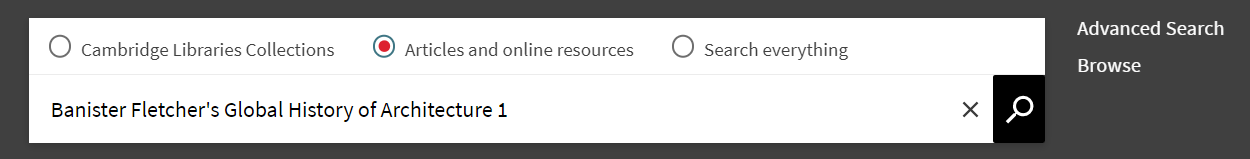 Cambridge Libraries Collections Articles and online resources Search everything
Banister Fletcher's Global History of Architecture 1
Advanced Search
Browse